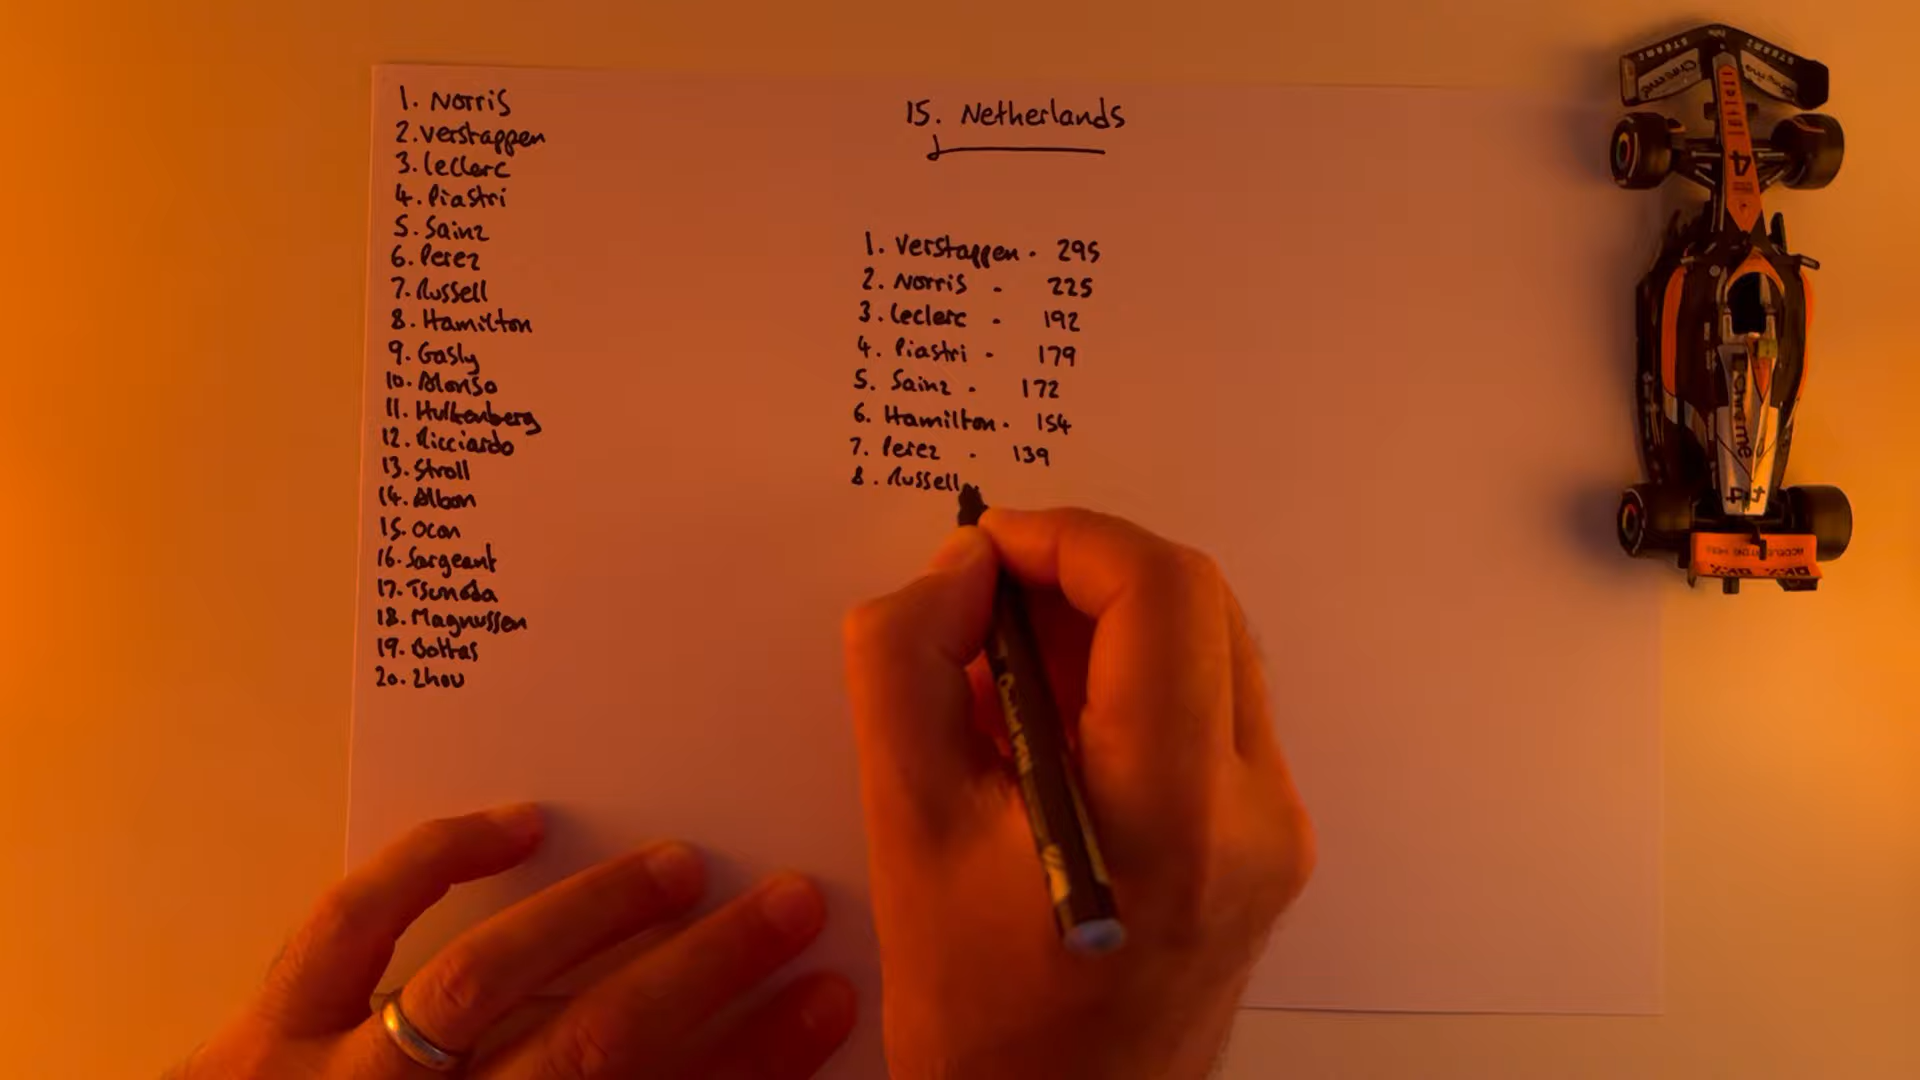 1. Norris
2. Verstappen
3. Leclerc
4. Piastri
5. Sainz
6. Perez
7. Russell
8. Hamilton
9. Gasly
10. Alonso
11. Hulkenberg
12. Ricciardo
13. Stroll
14. Albon
15. Ocon
16. Sargeant
17. Tsunoda
18. Magnussen
19. Bottas
20. Zhou
15. Netherlands
1. Verstappen - 295
2. Norris - 225
3. Leclerc - 192
4. Piastri - 179
5. Sainz - 172
6. Hamilton - 154
7. Perez - 139
8. Russell
4
4